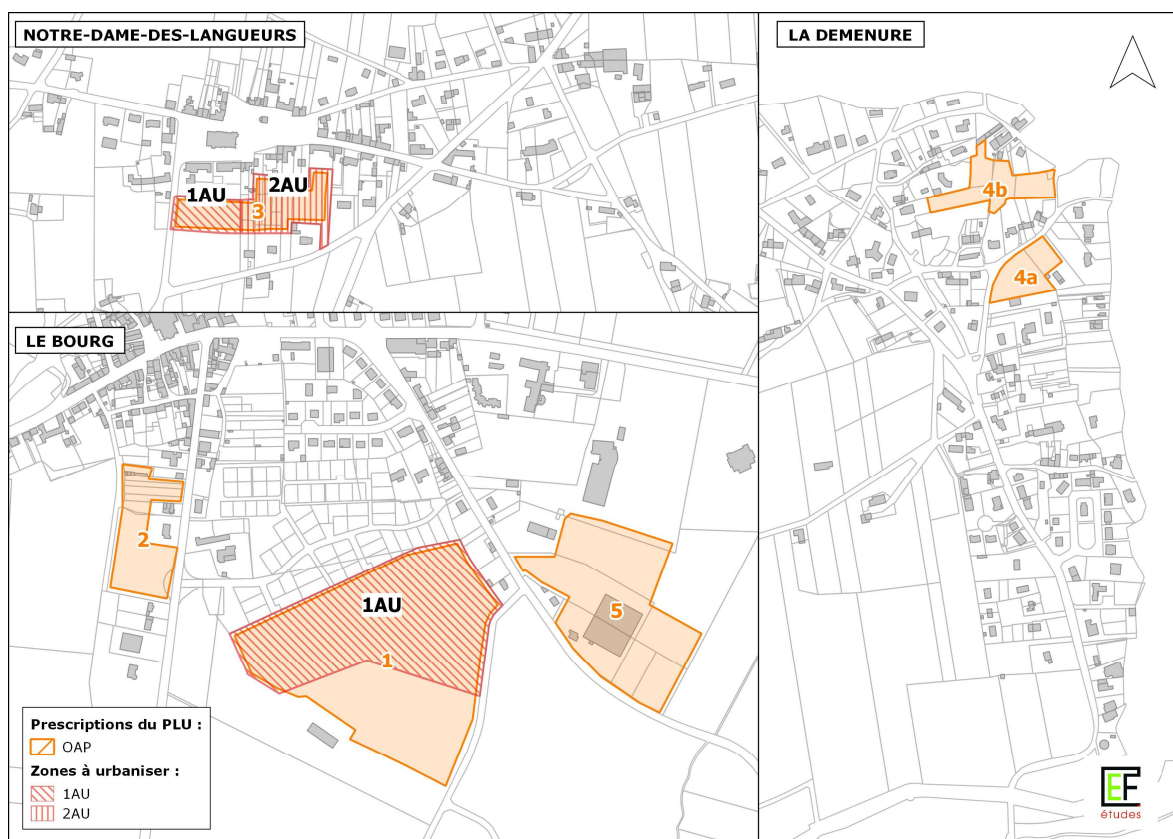 NOTRE-DAME-DES-LANGUEURS
1AU
2AU
3
LA DEMENURE
4b
4a
LE BOURG
2
1AU
1
5
Prescriptions du PLU :
OAP
Zones à urbaniser :
1AU
2AU
EF
études